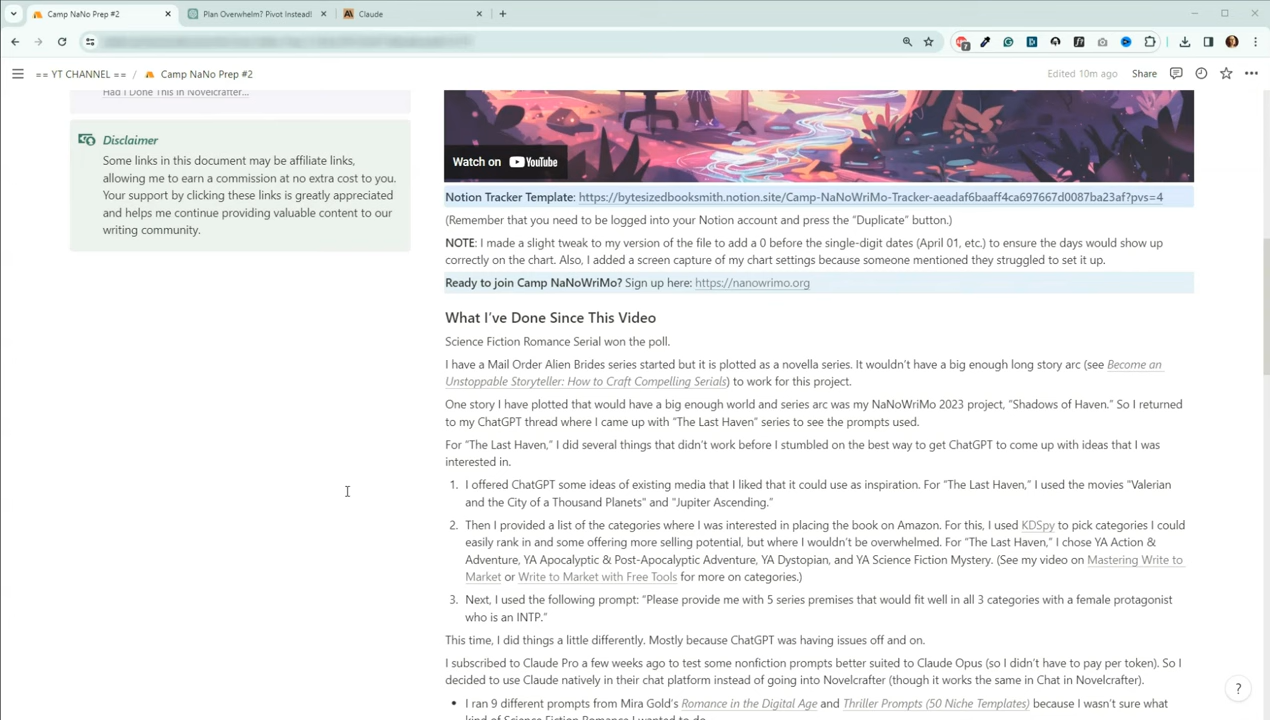 Camp NaNo Prep #2
Plan Overwhelm? Pivot Instead!
Claude
7
== YT CHANNEL == / Camp NaNo Prep #2
Edited 10m ago
Share
Had I Done This in Novelcrafter...
Disclaimer
Some links in this document may be affiliate links,
allowing me to earn a commission at no extra cost to you.
Your support by clicking these links is greatly appreciated
and helps me continue providing valuable content to our
writing community.
Watch on YouTube
Notion Tracker Template: https://bytesizedbooksmith.notion.site/Camp-NaNoWriMo-Tracker-aeadaf6baaff4ca697667d0087ba23af?pvs=4
(Remember that you need to be logged into your Notion account and press the "Duplicate" button.)
NOTE: I made a slight tweak to my version of the file to add a 0 before the single-digit dates (April 01, etc.) to ensure the days would show up
correctly on the chart. Also, I added a screen capture of my chart settings because someone mentioned they struggled to set it up.
Ready to join Camp NaNoWriMo? Sign up here: https://nanowrimo.org
What I've Done Since This Video
Science Fiction Romance Serial won the poll.
I have a Mail Order Alien Brides series started but it is plotted as a novella series. It wouldn't have a big enough long story arc (see Become an
Unstoppable Storyteller: How to Craft Compelling Serials) to work for this project.
One story I have plotted that would have a big enough world and series arc was my NaNoWriMo 2023 project, "Shadows of Haven." So I returned
to my ChatGPT thread where I came up with "The Last Haven" series to see the prompts used.
For "The Last Haven," I did several things that didn't work before I stumbled on the best way to get ChatGPT to come up with ideas that I was
interested in.
1. I offered ChatGPT some ideas of existing media that I liked that it could use as inspiration. For "The Last Haven," I used the movies "Valerian
and the City of a Thousand Planets" and "Jupiter Ascending."
2. Then I provided a list of the categories where I was interested in placing the book on Amazon. For this, I used KDSpy to pick categories I could
easily rank in and some offering more selling potential, but where I wouldn't be overwhelmed. For "The Last Haven," I chose YA Action &
Adventure, YA Apocalyptic & Post-Apocalyptic Adventure, YA Dystopian, and YA Science Fiction Mystery. (See my video on Mastering Write to
Market or Write to Market with Free Tools for more on categories.)
3. Next, I used the following prompt: "Please provide me with 5 series premises that would fit well in all 3 categories with a female protagonist
who is an INTP."
This time, I did things a little differently. Mostly because ChatGPT was having issues off and on.
I subscribed to Claude Pro a few weeks ago to test some nonfiction prompts better suited to Claude Opus (so I didn't have to pay per token). So I
decided to use Claude natively in their chat platform instead of going into Novelcrafter (though it works the same in Chat in Novelcrafter).
• I ran 9 different prompts from Mira Gold's Romance in the Digital Age and Thriller Prompts (50 Niche Templates) because I wasn't sure what
kind of Science Fiction Romance I wanted to do
?